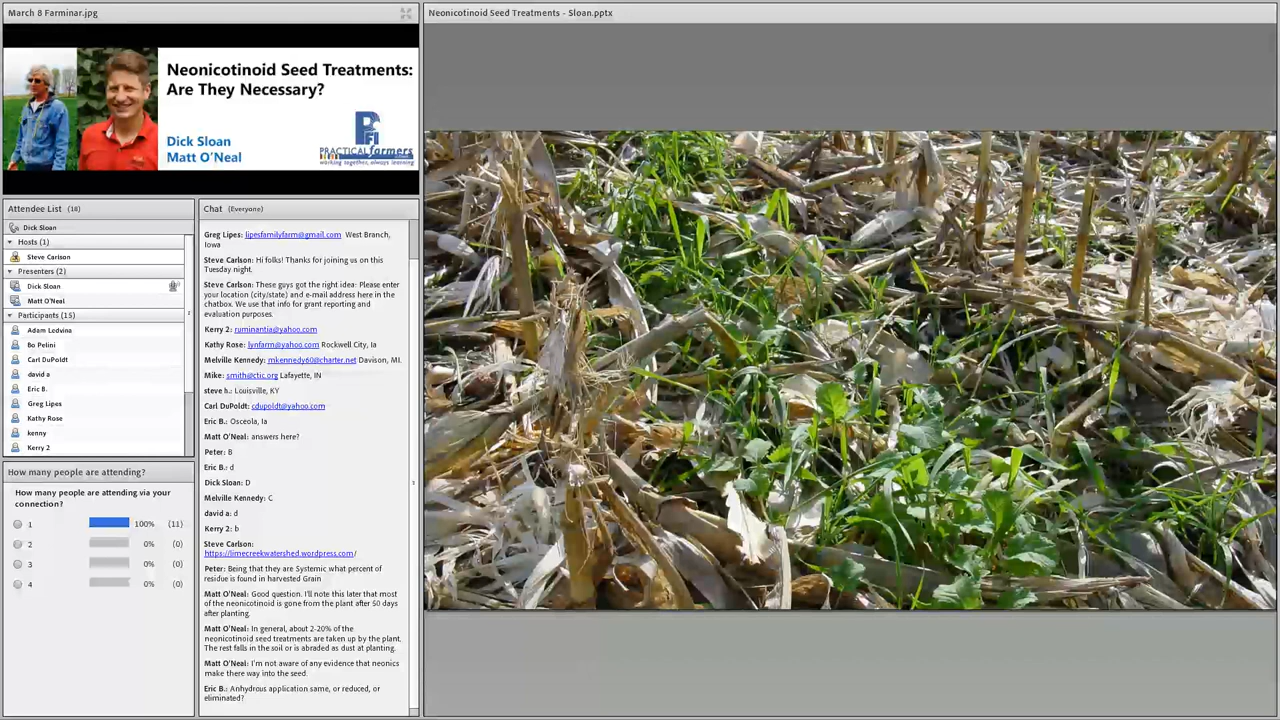 March 8 Farminar.jpg
Neonicotinoid Seed Treatments:
Are They Necessary?
Dick Sloan
Matt O'Neal
PRACTICAL farmers
working together, always learning
Attendee List (18)
Dick Sloan
Hosts (1)
Steve Carlson
Presenters (2)
Dick Sloan
Matt O'Neal
Participants (15)
Adam Ledvina
Bo Pelini
Carl DuPoldt
david a
Eric B.
Greg Lipes
Kathy Rose
kenny
Kerry 2
How many people are attending?
How many people are attending via your
connection?
1 100% (11)
2 0% (0)
3 0% (0)
4 0% (0)
Chat (Everyone)
Greg Lipes: lipesfamilyfarm@gmail.com West Branch,
Iowa
Steve Carlson: Hi folks! Thanks for joining us on this
Tuesday night.
Steve Carlson: These guys got the right idea: Please enter
your location (city/state) and e-mail address here in the
chatbox. We use that info for grant reporting and
evaluation purposes.
Kerry 2: ruminantia@yahoo.com
Kathy Rose: lynfarm@yahoo.com Rockwell City, Ia
Melville Kennedy: mkennedy60@charter.net Davison, MI.
Mike: smith@ctic.org Lafayette, IN
steve h.: Louisville, KY
Carl DuPoldt: cdupoldt@yahoo.com
Eric B.: Osceola, Ia
Matt O'Neal: answers here?
Peter: B
Eric B.: d
Dick Sloan: D
Melville Kennedy: C
david a: d
Kerry 2: b
Steve Carlson:
https://limecreekwatershed.wordpress.com/
Peter: Being that they are Systemic what percent of
residue is found in harvested Grain
Matt O'Neal: Good question. I'll note this later that most
of the neonicotinoid is gone from the plant after 50 days
after planting.
Matt O'Neal: In general, about 2-20% of the
neonicotinoid seed treatments are taken up by the plant.
The rest falls in the soil or is abraded as dust at planting.
Matt O'Neal: I'm not aware of any evidence that neonics
make there way into the seed.
Eric B.: Anhydrous application same, or reduced, or
eliminated?
Neonicotinoid Seed Treatments - Sloan.pptx